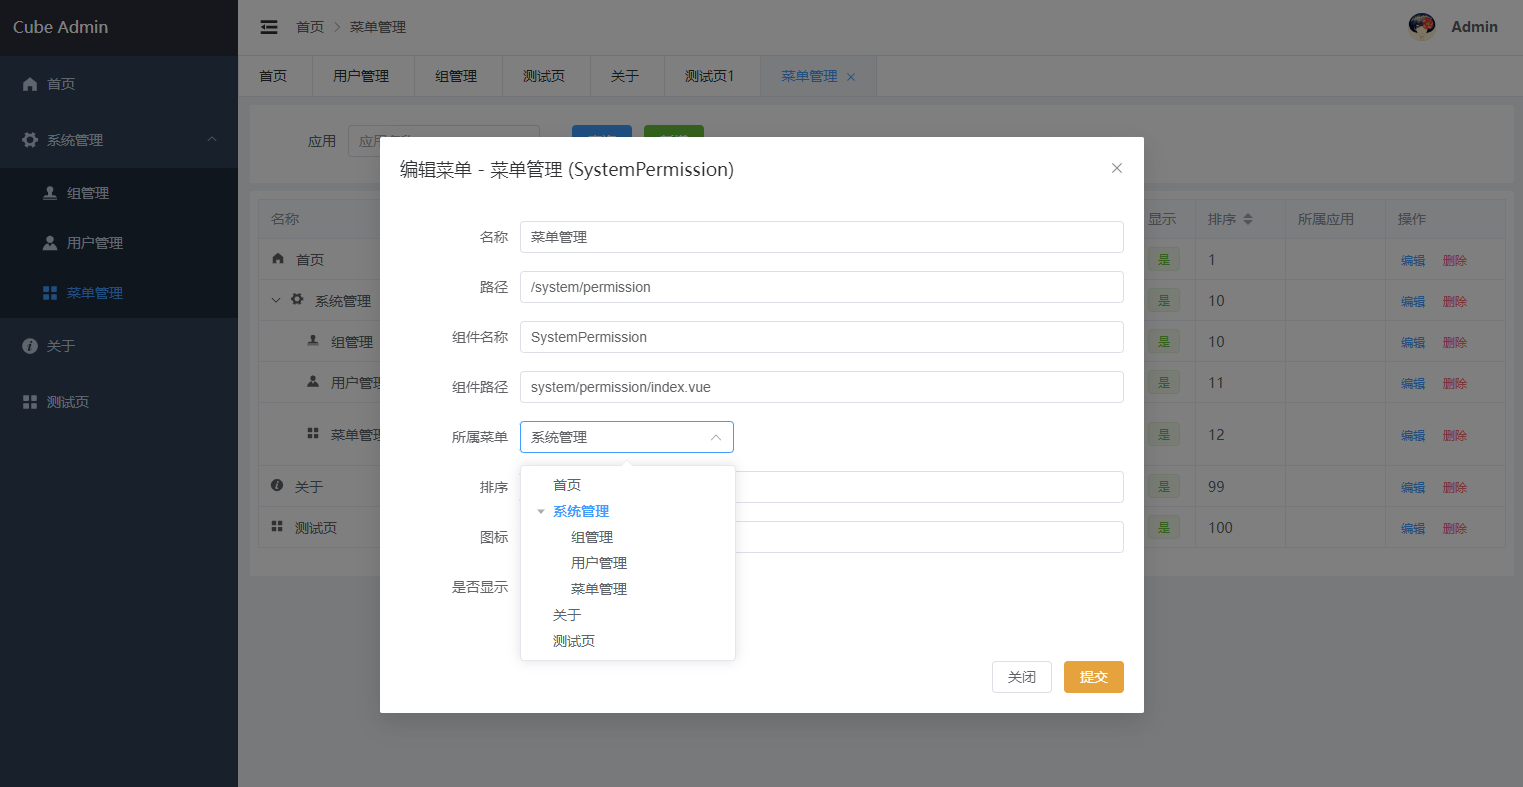 Cube Admin
首页
系统管理
组管理
用户管理
菜单管理
关于
测试页
首页 > 菜单管理
Admin
首页 用户管理 组管理 测试页 关于 测试页1 菜单管理 ×
应用
名称 显示 排序 所属应用 操作
首页 是 1 编辑 删除
系统管理 是 10 编辑 删除
组管理 是 10 编辑 删除
用户管理 是 11 编辑 删除
菜单管理 是 12 编辑 删除
关于 是 99 编辑 删除
测试页 是 100 编辑 删除
编辑菜单 - 菜单管理 (SystemPermission)
名称 菜单管理
路径 /system/permission
组件名称 SystemPermission
组件路径 system/permission/index.vue
所属菜单 系统管理
排序
图标
是否显示
首页
系统管理
组管理
用户管理
菜单管理
关于
测试页
关闭 提交